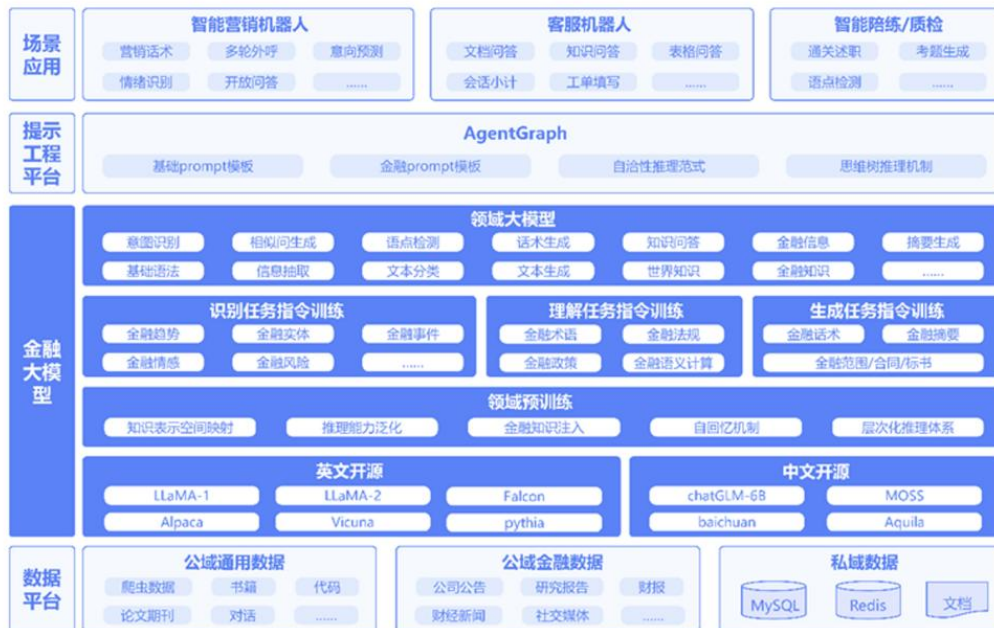 场景应用
智能营销机器人
营销话术 多轮外呼 意向预测
情绪识别 开放问答 ......
客服机器人
文档问答 知识问答 表格问答
会话小计 工单填写 ......
智能陪练/质检
通关述职 考题生成
语点检测 ......
提示工程平台
AgentGraph
基础prompt模板 金融prompt模板 自洽性推理范式 思维树推理机制
金融大模型
领域大模型
意图识别 相似问生成 语点检测 话术生成 知识问答 金融信息 摘要生成
基础语法 信息抽取 文本分类 文本生成 世界知识 金融知识 ......
识别任务指令训练
金融趋势 金融实体 金融事件
金融情感 金融风险 ......
理解任务指令训练
金融术语 金融法规
金融政策 金融语义计算
生成任务指令训练
金融话术 金融摘要
金融范围/合同/标书
领域预训练
知识表示空间映射 推理能力泛化 金融知识注入 自回忆机制 层次化推理体系
英文开源
LLaMA-1 LLaMA-2 Falcon
Alpaca Vicuna pythia
中文开源
chatGLM-6B MOSS
baichuan Aquila
数据平台
公域通用数据
爬虫数据 书籍 代码
论文期刊 对话 ......
公域金融数据
公司公告 研究报告 财报
财经新闻 社交媒体 ......
私域数据
MySQL Redis 文档